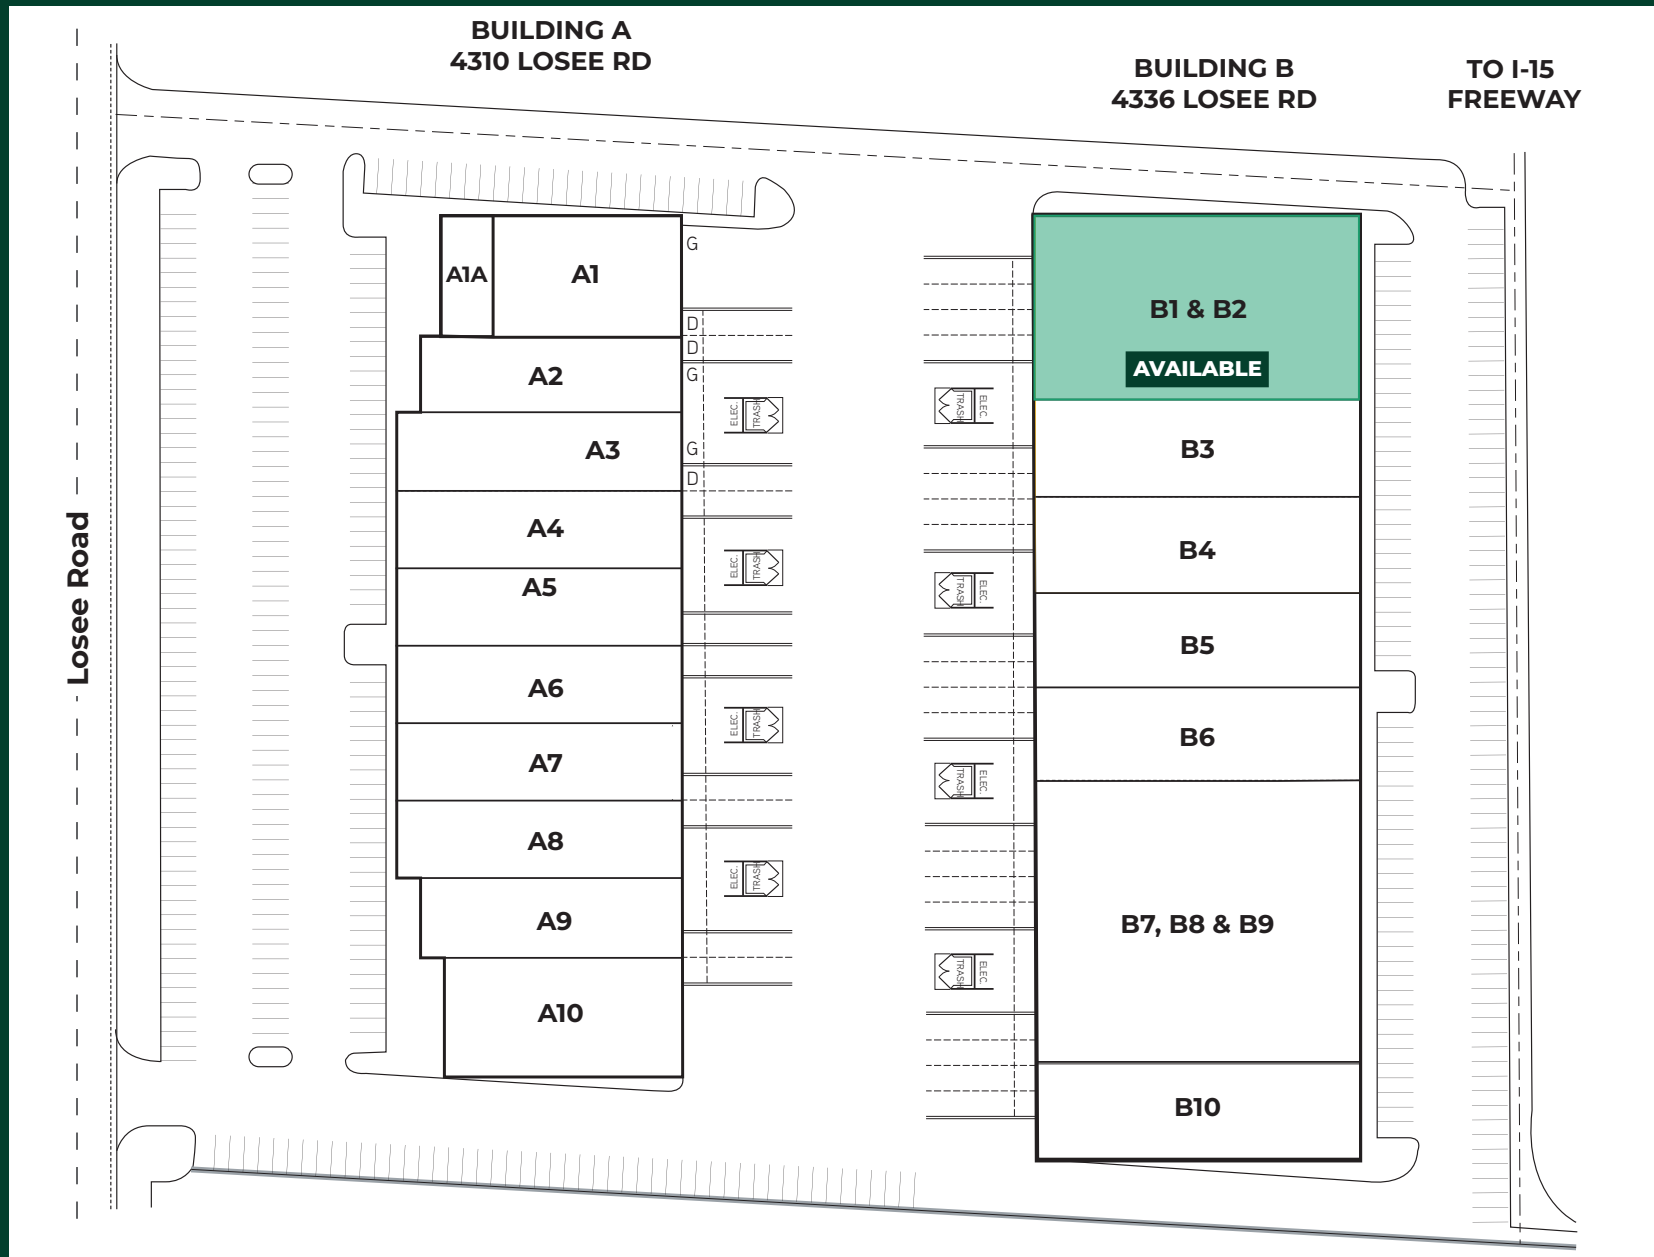 BUILDING A
4310 LOSEE RD
BUILDING B
4336 LOSEE RD
TO I-15
FREEWAY
Losee Road
A1A
A1
A2
A3
A4
A5
A6
A7
A8
A9
A10
G
D
D
G
G
D
ELEC.
TRASH
ELEC.
TRASH
ELEC.
TRASH
ELEC.
TRASH
TRASH
ELEC.
TRASH
ELEC.
TRASH
ELEC.
TRASH
ELEC.
B1 & B2
AVAILABLE
B3
B4
B5
B6
B7, B8 & B9
B10